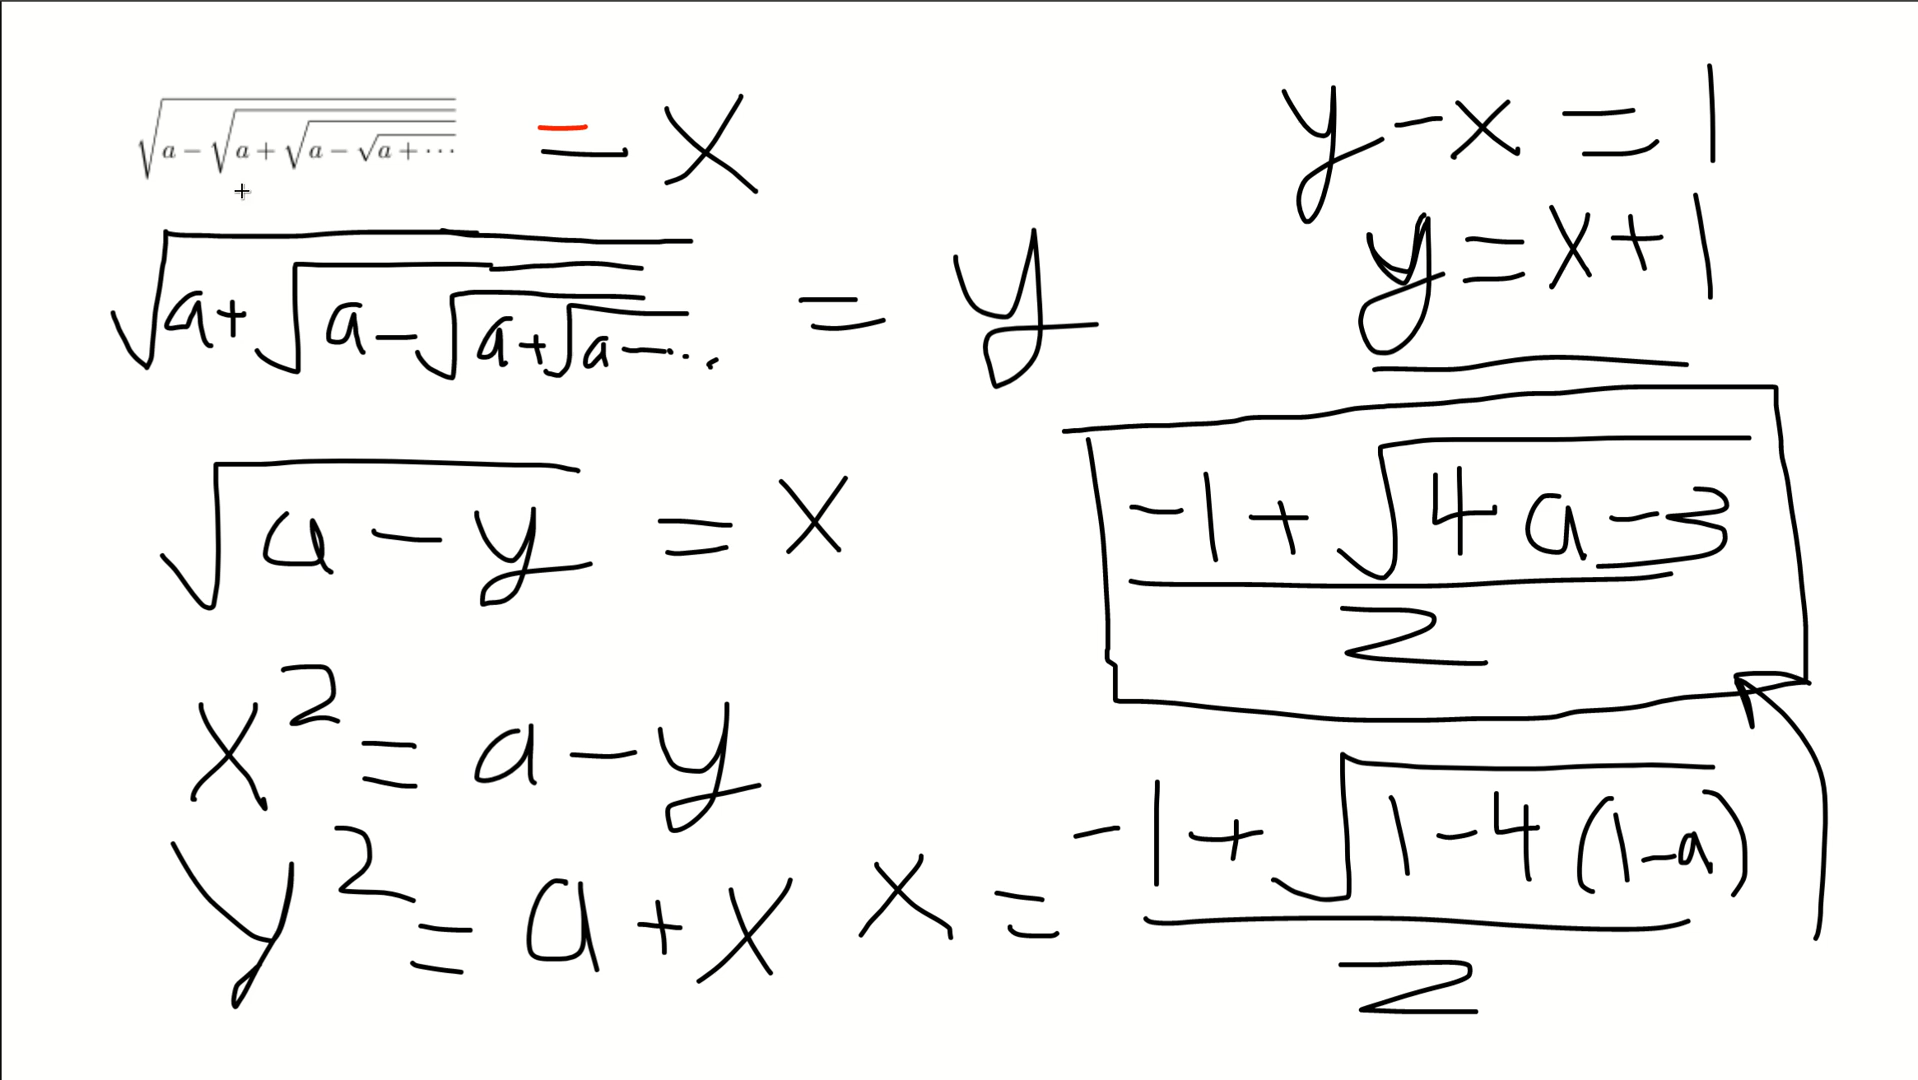 √(a − √(a + √(a − √(a + ···)))) = x
√(a + √(a − √(a + √(a − ...)))) = y
√(a − y) = x
x² = a − y
y² = a + x
y − x = 1
y = x + 1
(−1 + √(4a − 3)) / 2
x = (−1 + √(1 − 4(1 − a))) / 2